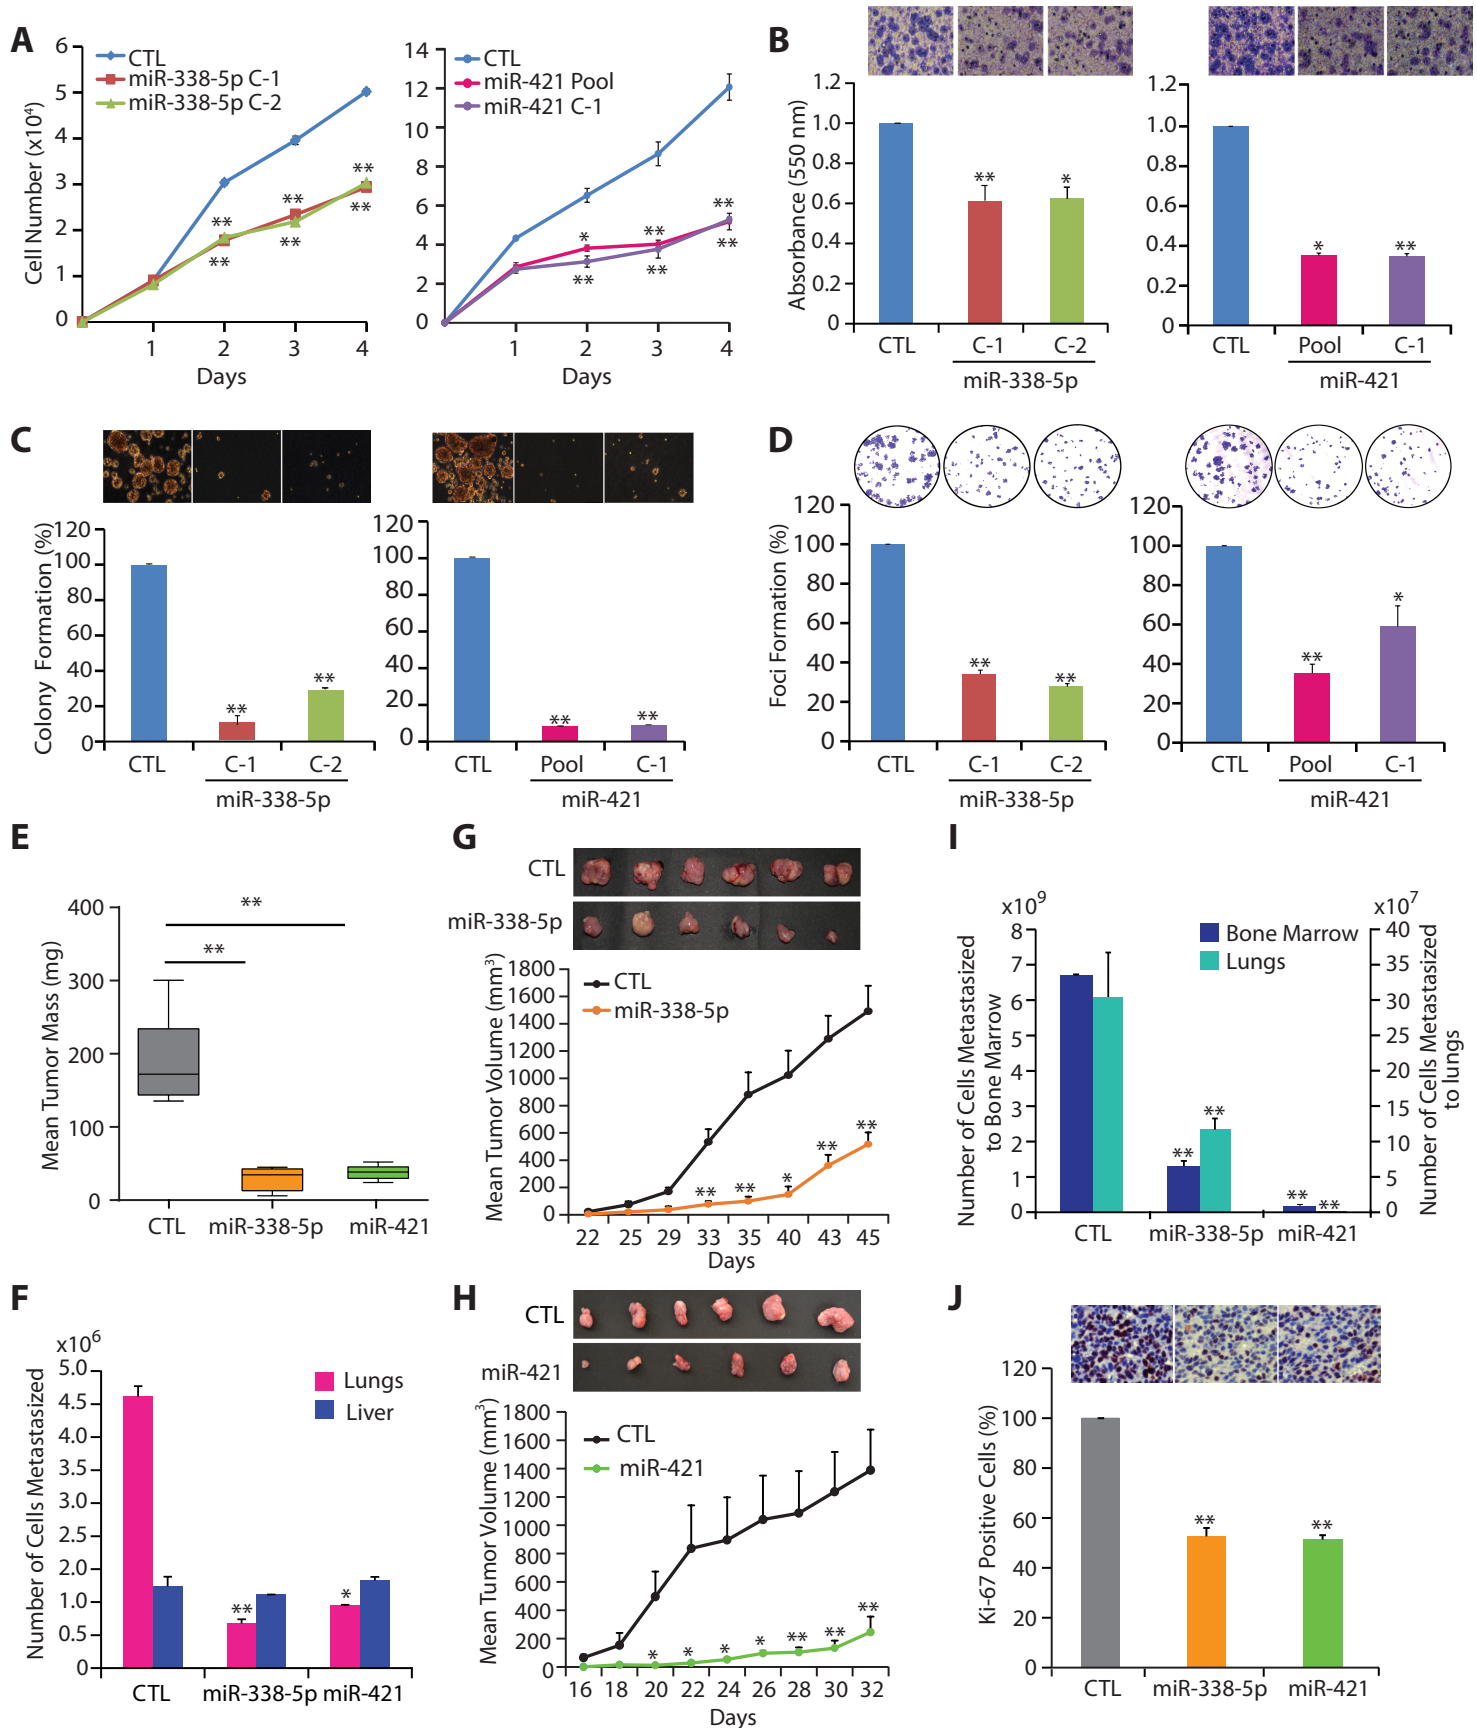 A
Cell Number (x10⁴)
6
5
4
3
2
1
0
CTL
miR-338-5p C-1
miR-338-5p C-2
**
**
**
**
**
**
1 2 3 4
Days
14
12
10
8
6
4
2
0
CTL
miR-421 Pool
miR-421 C-1
*
**
**
**
**
**
1 2 3 4
Days
B
Absorbance (550 nm)
1.2
1.0
0.8
0.6
0.4
0.2
0
** *
CTL C-1 C-2
miR-338-5p
1.2
1.0
0.8
0.6
0.4
0.2
0
* **
CTL Pool C-1
miR-421
C
Colony Formation (%)
120
100
80
60
40
20
0
** **
CTL C-1 C-2
miR-338-5p
120
100
80
60
40
20
0
** **
CTL Pool C-1
miR-421
D
Foci Formation (%)
120
100
80
60
40
20
0
** **
CTL C-1 C-2
miR-338-5p
120
100
80
60
40
20
0
** *
CTL Pool C-1
miR-421
E
Mean Tumor Mass (mg)
400
300
200
100
0
**
**
CTL miR-338-5p miR-421
F
Number of Cells Metastasized
x10⁶
5.0
4.5
4.0
3.5
3.0
2.5
2.0
1.0
0.5
0
Lungs
Liver
** *
CTL miR-338-5p miR-421
G
CTL
miR-338-5p
Mean Tumor Volume (mm³)
1800
1600
1400
1200
1000
800
600
400
200
0
CTL
miR-338-5p
** ** * ** **
22 25 29 33 35 40 43 45
Days
H
CTL
miR-421
Mean Tumor Volume (mm³)
1800
1600
1400
1200
1000
800
600
400
200
0
CTL
miR-421
* * * * ** ** **
16 18 20 22 24 26 28 30 32
Days
I
Number of Cells Metastasized
to Bone Marrow
x10⁹
8
7
6
5
4
3
2
1
0
Bone Marrow
Lungs
** **
** **
CTL miR-338-5p miR-421
x10⁷
40
35
30
25
20
15
10
5
0
Number of Cells Metastasized
to lungs
J
Ki-67 Positive Cells (%)
120
100
80
60
40
20
0
** **
CTL miR-338-5p miR-421